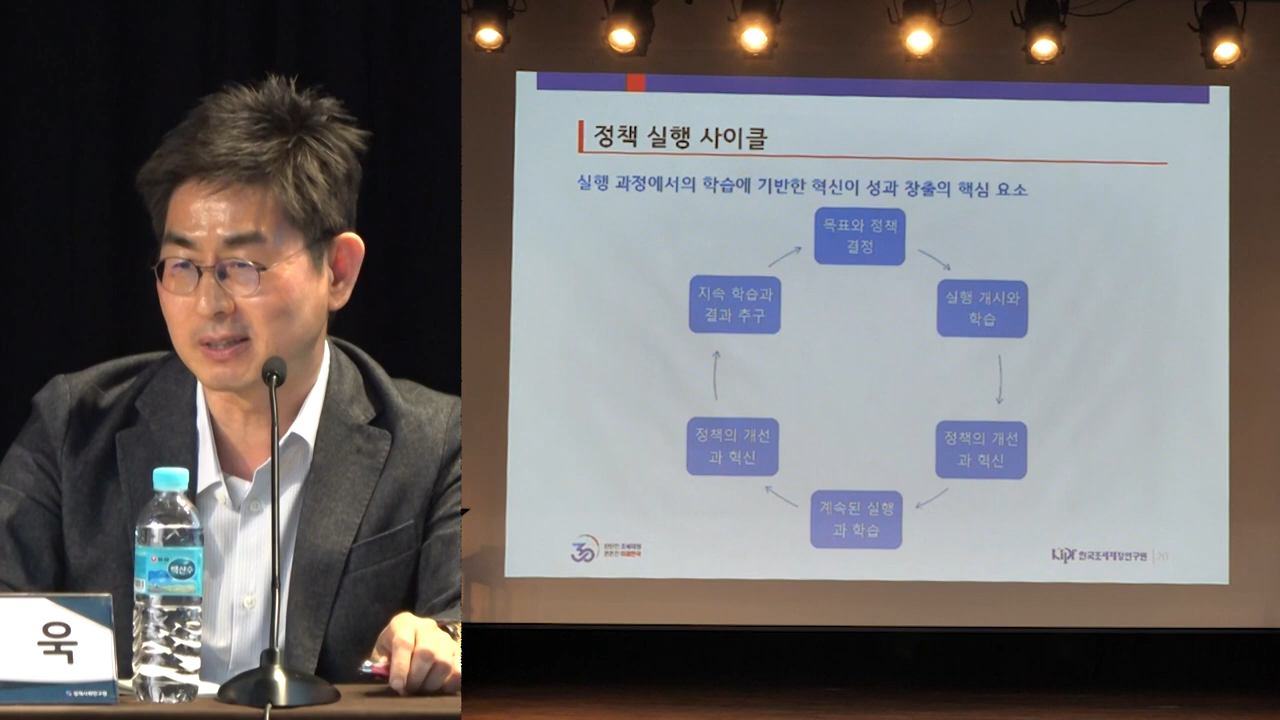 정책 실행 사이클
실행 과정에서의 학습에 기반한 혁신이 성과 창출의 핵심 요소
목표와 정책
결정
지속 학습과
결과 추구
실행 개시와
학습
정책의 개선
과 혁신
정책의 개선
과 혁신
계속된 실행
과 학습
30
kipf 한국조세재정연구원
20
백산수
욱